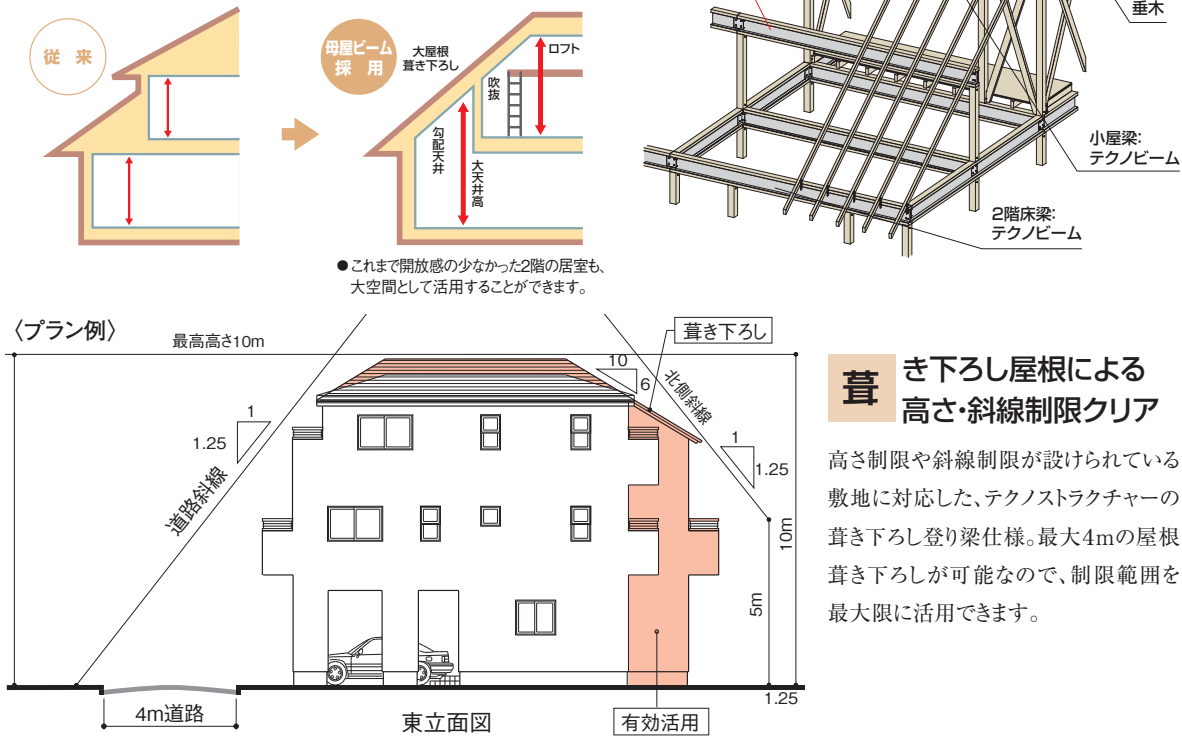 従来
母屋ビーム
採用
大屋根
葺き下ろし
ロフト
吹抜
勾配天井
大天井高
●これまで開放感の少なかった2階の居室も、
大空間として活用することができます。
垂木
小屋梁：
テクノビーム
2階床梁：
テクノビーム
〈プラン例〉
最高高さ10m
葺き下ろし
10
6
北側斜線
1
1.25
道路斜線
1
1.25
10m
5m
1.25
4m道路
東立面図
有効活用
葺き下ろし屋根による
高さ・斜線制限クリア
高さ制限や斜線制限が設けられている
敷地に対応した、テクノストラクチャーの
葺き下ろし登り梁仕様。最大4mの屋根
葺き下ろしが可能なので、制限範囲を
最大限に活用できます。